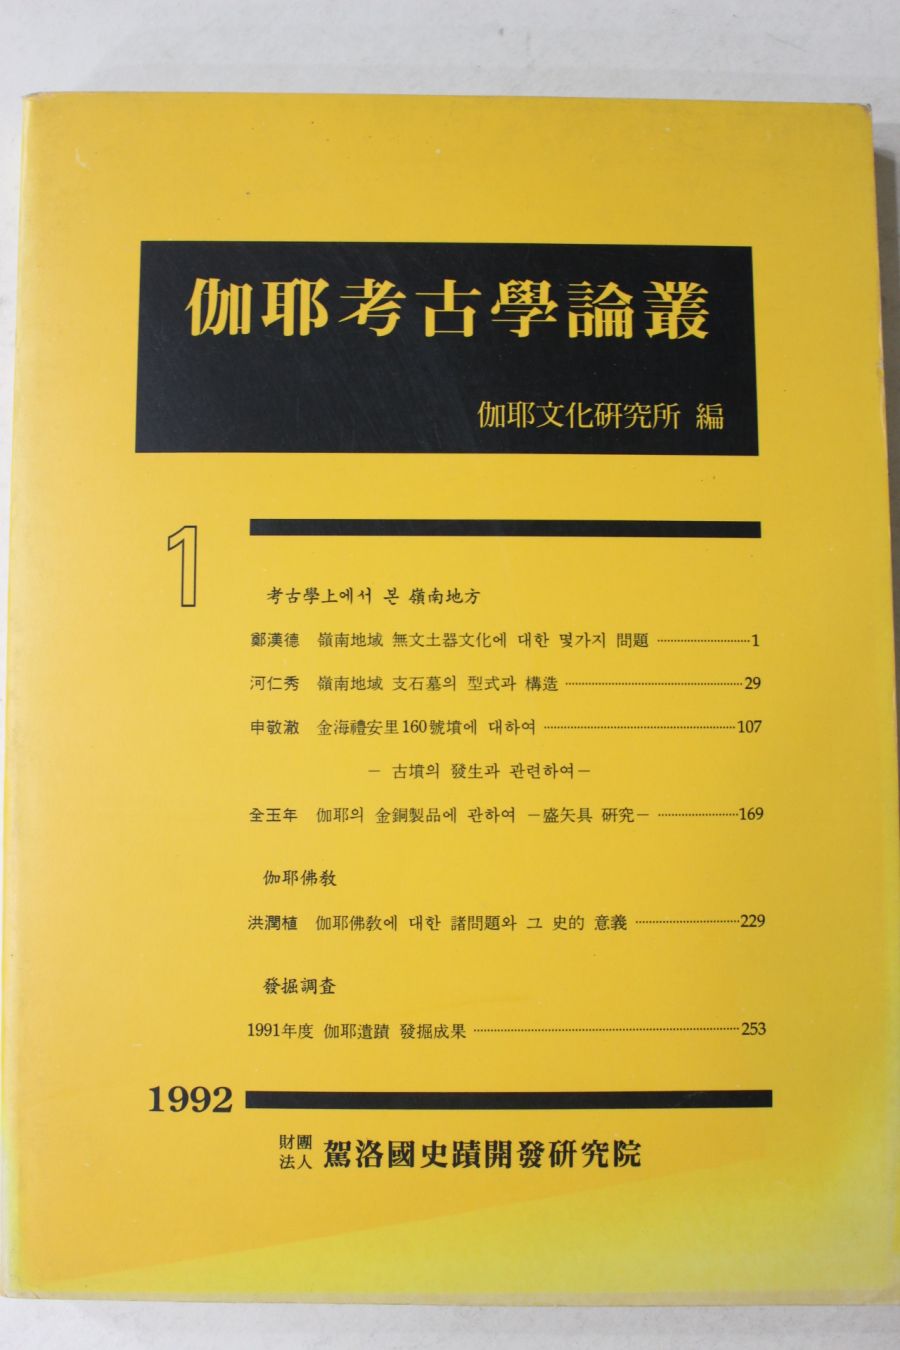 伽耶考古學論叢
伽耶文化硏究所 編
1
考古學上에서 본 嶺南地方
鄭漢德 嶺南地域 無文土器文化에 대한 몇가지 問題 ⋯⋯⋯⋯⋯⋯⋯⋯ 1
河仁秀 嶺南地域 支石墓의 型式과 構造 ⋯⋯⋯⋯⋯⋯⋯⋯ 29
申敬澈 金海禮安里160號墳에 대하여 ⋯⋯⋯⋯⋯⋯⋯⋯ 107
- 古墳의 發生과 관련하여 -
全玉年 伽耶의 金銅製品에 관하여 -盛矢具 硏究- ⋯⋯⋯⋯⋯⋯⋯⋯ 169
伽耶佛敎
洪潤植 伽耶佛敎에 대한 諸問題와 그 史的 意義 ⋯⋯⋯⋯⋯⋯⋯⋯ 229
發掘調査
1991年度 伽耶遺蹟 發掘成果 ⋯⋯⋯⋯⋯⋯⋯⋯ 253
1992
財團法人 駕洛國史蹟開發硏究院